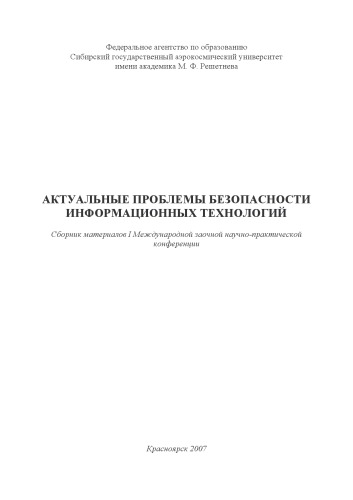 Федеральное агентство по образованию
Сибирский государственный аэрокосмический университет
имени академика М. Ф. Решетнева
АКТУАЛЬНЫЕ ПРОБЛЕМЫ БЕЗОПАСНОСТИ
ИНФОРМАЦИОННЫХ ТЕХНОЛОГИЙ
Сборник материалов I Международной заочной научно-практической
конференции
Красноярск 2007